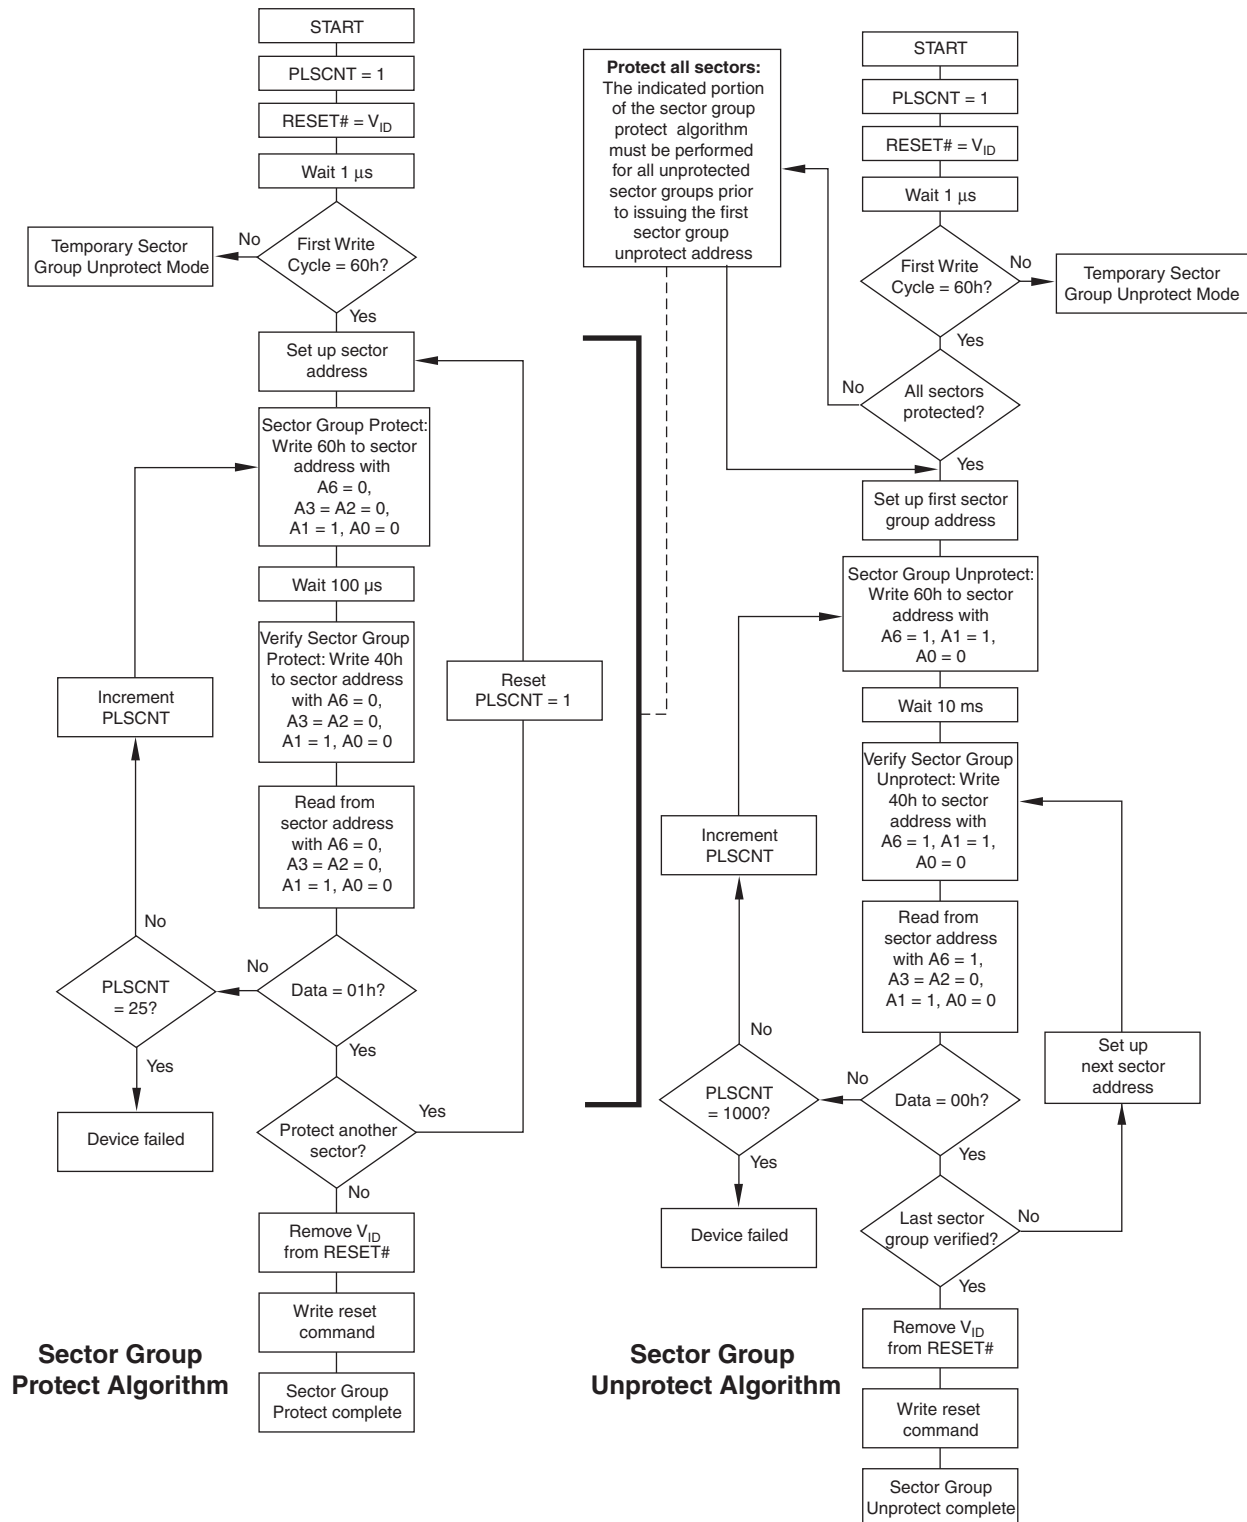 START
PLSCNT = 1
RESET# = VID
Wait 1 μs
First Write
Cycle = 60h?
No
Temporary Sector
Group Unprotect Mode
Yes
Set up sector
address
Sector Group Protect:
Write 60h to sector
address with
A6 = 0,
A3 = A2 = 0,
A1 = 1, A0 = 0
Wait 100 μs
Verify Sector Group
Protect: Write 40h
to sector address
with A6 = 0,
A3 = A2 = 0,
A1 = 1, A0 = 0
Increment
PLSCNT
Reset
PLSCNT = 1
Read from
sector address
with A6 = 0,
A3 = A2 = 0,
A1 = 1, A0 = 0
No
PLSCNT
= 25?
No
Data = 01h?
Yes
Device failed
Yes
Protect another
sector?
Yes
No
Remove VID
from RESET#
Write reset
command
Sector Group
Protect complete
Sector Group
Protect Algorithm
Protect all sectors:
The indicated portion
of the sector group
protect algorithm
must be performed
for all unprotected
sector groups prior
to issuing the first
sector group
unprotect address
START
PLSCNT = 1
RESET# = VID
Wait 1 μs
First Write
Cycle = 60h?
No
Temporary Sector
Group Unprotect Mode
Yes
No
All sectors
protected?
Yes
Set up first sector
group address
Sector Group Unprotect:
Write 60h to sector
address with
A6 = 1, A1 = 1,
A0 = 0
Wait 10 ms
Verify Sector Group
Unprotect: Write
40h to sector
address with
A6 = 1, A1 = 1,
A0 = 0
Increment
PLSCNT
Read from
sector address
with A6 = 1,
A3 = A2 = 0,
A1 = 1, A0 = 0
No
PLSCNT
= 1000?
No
Data = 00h?
Set up
next sector
address
Yes
Device failed
Yes
Last sector
group verified?
No
Yes
Remove VID
from RESET#
Write reset
command
Sector Group
Unprotect complete
Sector Group
Unprotect Algorithm